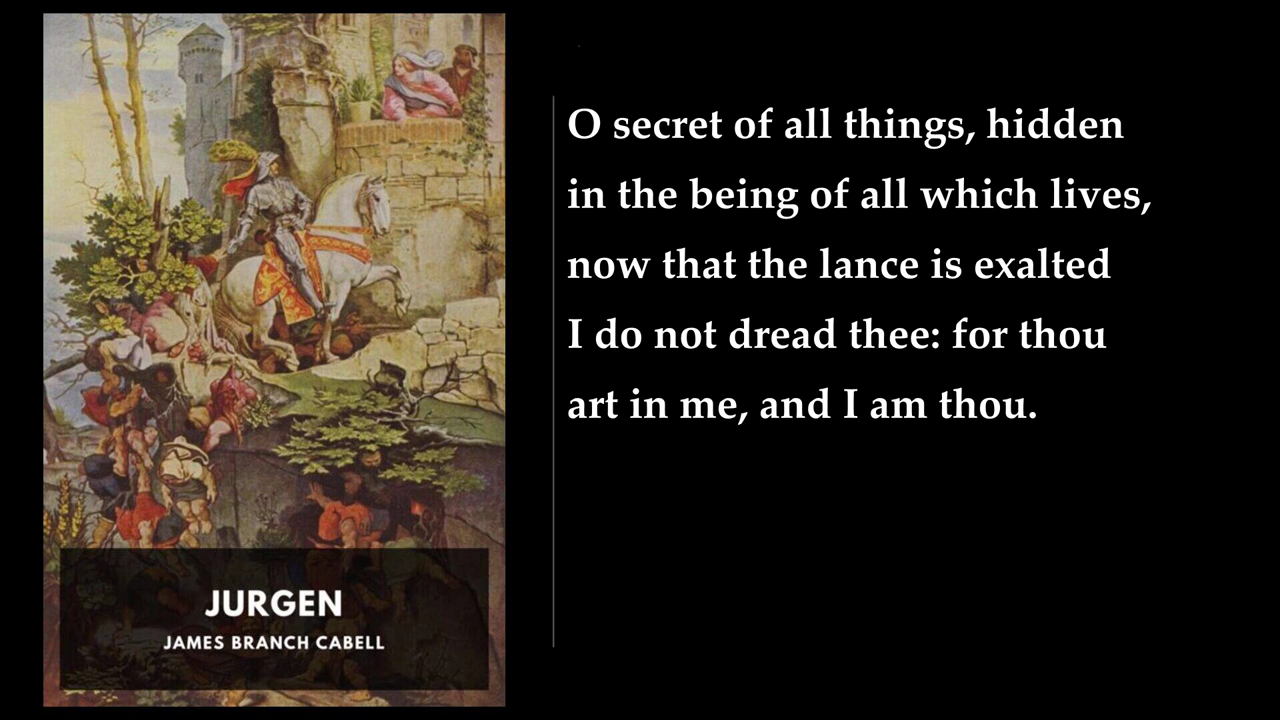 O secret of all things, hidden
in the being of all which lives,
now that the lance is exalted
I do not dread thee: for thou
art in me, and I am thou.
JURGEN
JAMES BRANCH CABELL